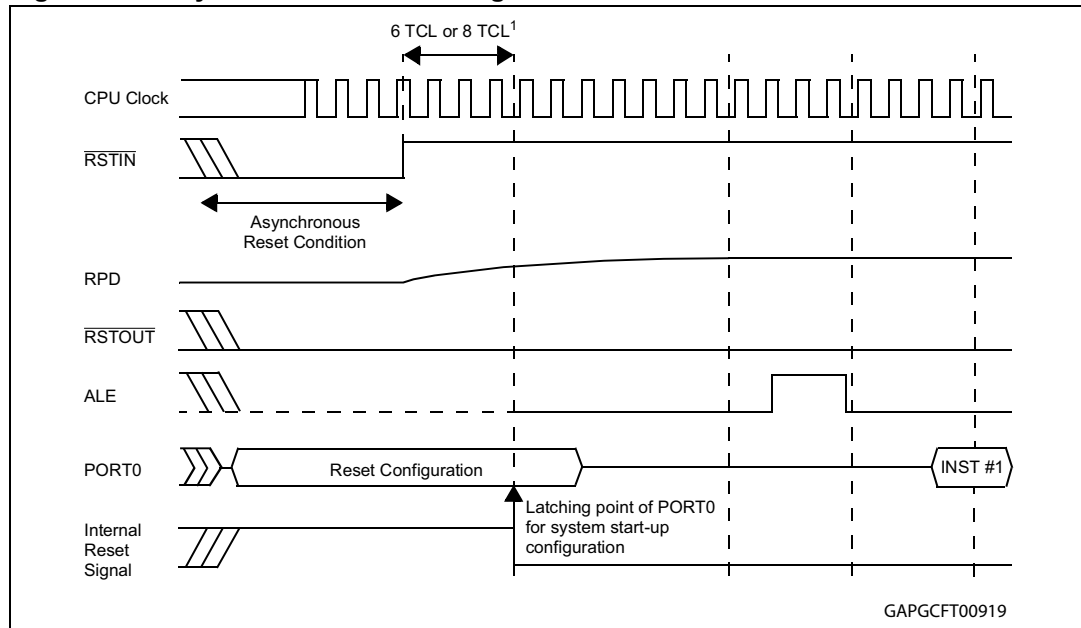 6 TCL or 8 TCL1
CPU Clock
RSTIN
Asynchronous
Reset Condition
RPD
RSTOUT
ALE
PORT0
Reset Configuration
INST #1
Latching point of PORT0
for system start-up
configuration
Internal
Reset
Signal
GAPGCFT00919